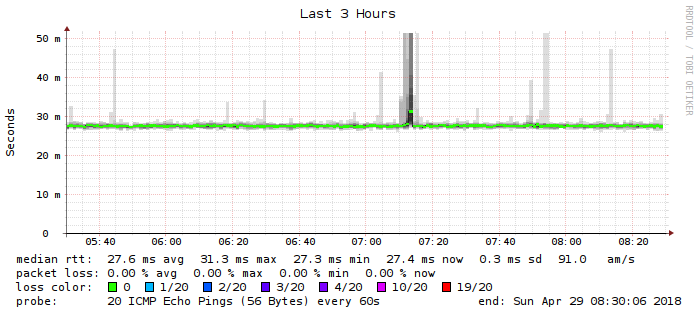 Last 3 Hours
RRDTOOL / TOBI OETIKER
Seconds
50 m
40 m
30 m
20 m
10 m
0
05:40 06:00 06:20 06:40 07:00 07:20 07:40 08:00 08:20
median rtt: 27.6 ms avg 31.3 ms max 27.3 ms min 27.4 ms now 0.3 ms sd 91.0 am/s
packet loss: 0.00 % avg 0.00 % max 0.00 % min 0.00 % now
loss color: 0 1/20 2/20 3/20 4/20 10/20 19/20
probe: 20 ICMP Echo Pings (56 Bytes) every 60s end: Sun Apr 29 08:30:06 2018